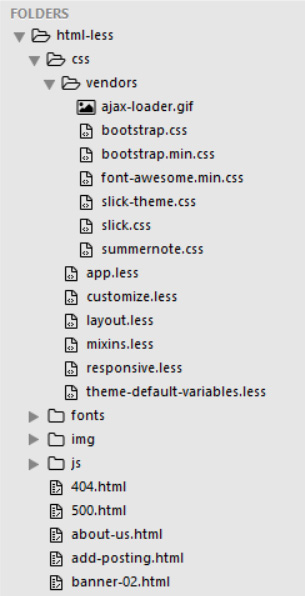 FOLDERS
html-less
css
vendors
ajax-loader.gif
bootstrap.css
bootstrap.min.css
font-awesome.min.css
slick-theme.css
slick.css
summernote.css
app.less
customize.less
layout.less
mixins.less
responsive.less
theme-default-variables.less
fonts
img
js
404.html
500.html
about-us.html
add-posting.html
banner-02.html